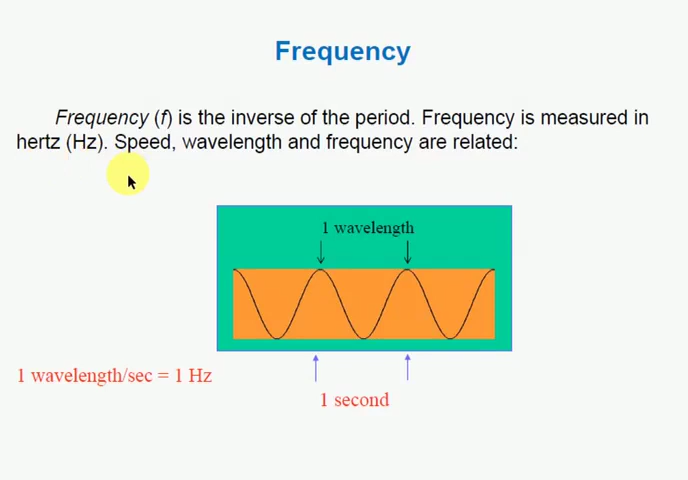 Frequency
Frequency (f) is the inverse of the period. Frequency is measured in
hertz (Hz). Speed, wavelength and frequency are related:
1 wavelength
1 wavelength/sec = 1 Hz
1 second